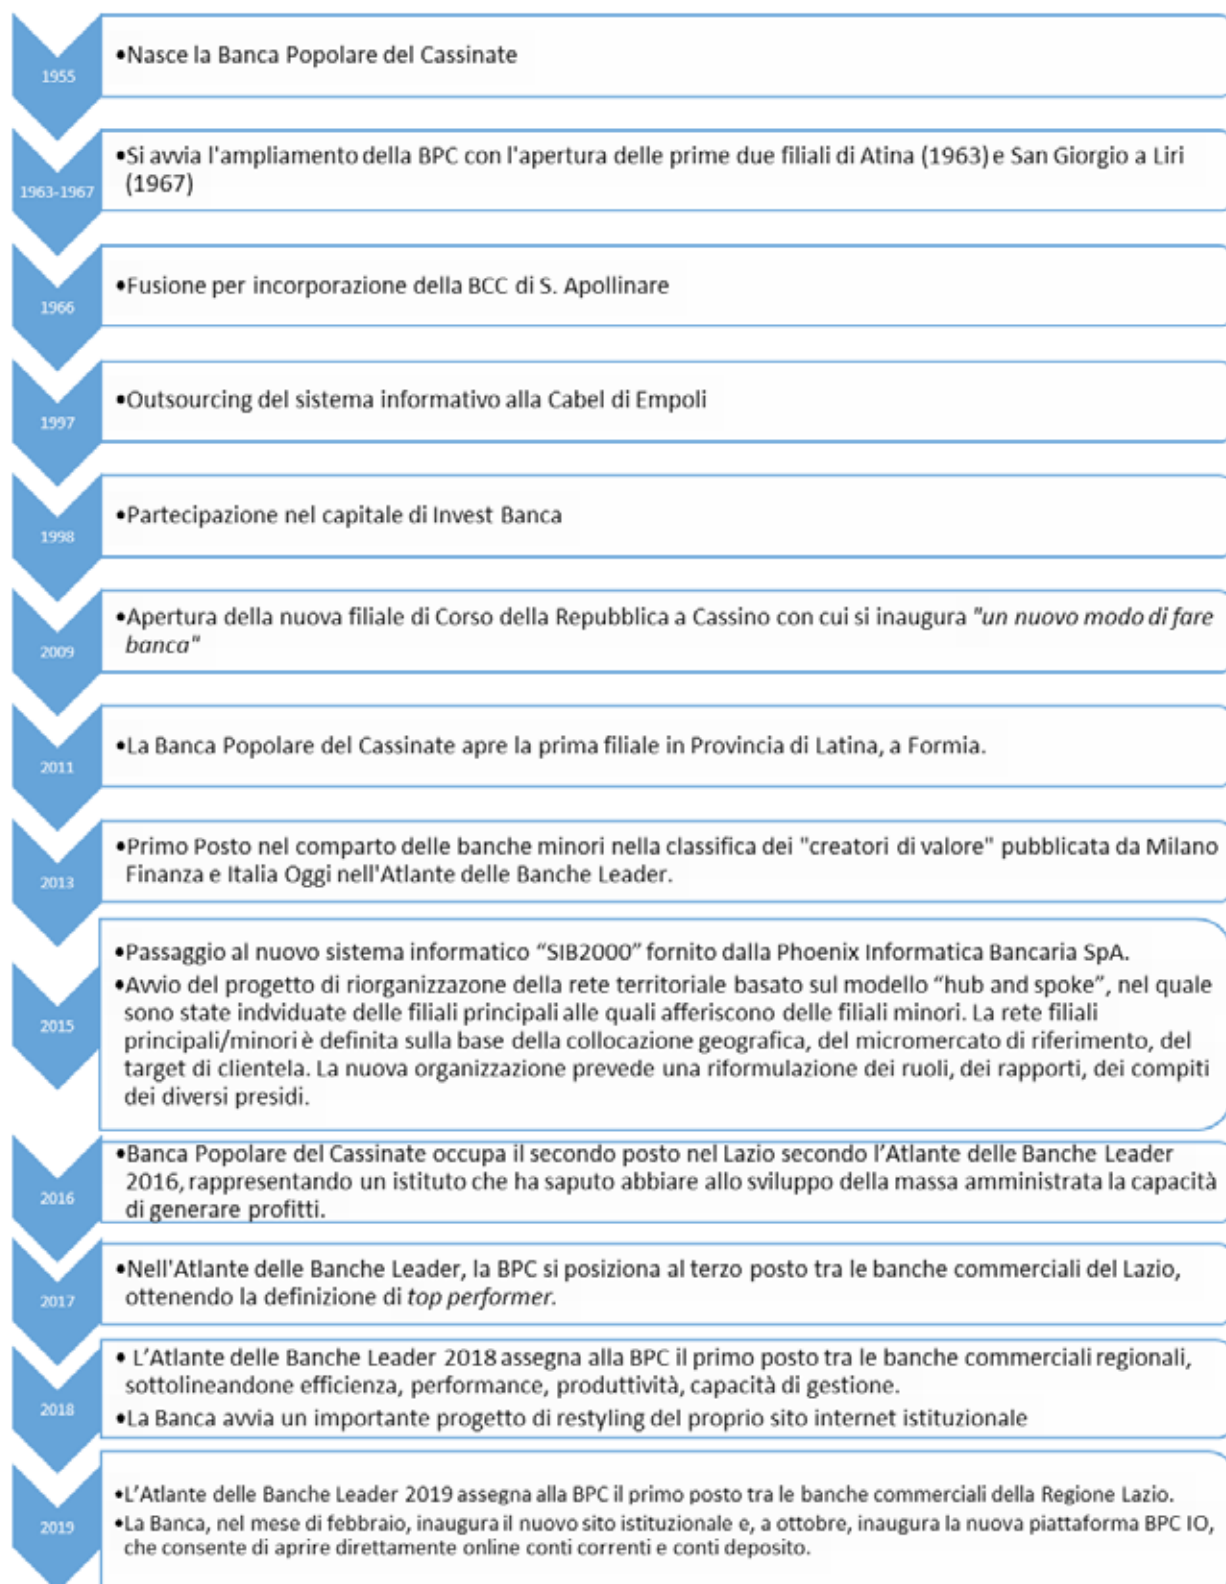 1955
•Nasce la Banca Popolare del Cassinate
1963-1967
•Si avvia l'ampliamento della BPC con l'apertura delle prime due filiali di Atina (1963) e San Giorgio a Liri
(1967)
1966
•Fusione per incorporazione della BCC di S. Apollinare
1997
•Outsourcing del sistema informativo alla Cabel di Empoli
1998
•Partecipazione nel capitale di Invest Banca
2009
•Apertura della nuova filiale di Corso della Repubblica a Cassino con cui si inaugura "un nuovo modo di fare
banca"
2011
•La Banca Popolare del Cassinate apre la prima filiale in Provincia di Latina, a Formia.
2013
•Primo Posto nel comparto delle banche minori nella classifica dei "creatori di valore" pubblicata da Milano
Finanza e Italia Oggi nell'Atlante delle Banche Leader.
2015
•Passaggio al nuovo sistema informatico “SIB2000” fornito dalla Phoenix Informatica Bancaria SpA.
•Avvio del progetto di riorganizzazone della rete territoriale basato sul modello “hub and spoke”, nel quale
sono state indviduate delle filiali principali alle quali afferiscono delle filiali minori. La rete filiali
principali/minori è definita sulla base della collocazione geografica, del micromercato di riferimento, del
target di clientela. La nuova organizzazione prevede una riformulazione dei ruoli, dei rapporti, dei compiti
dei diversi presidi.
2016
•Banca Popolare del Cassinate occupa il secondo posto nel Lazio secondo l’Atlante delle Banche Leader
2016, rappresentando un istituto che ha saputo abbiare allo sviluppo della massa amministrata la capacità
di generare profitti.
2017
•Nell'Atlante delle Banche Leader, la BPC si posiziona al terzo posto tra le banche commerciali del Lazio,
ottenendo la definizione di top performer.
2018
• L’Atlante delle Banche Leader 2018 assegna alla BPC il primo posto tra le banche commerciali regionali,
sottolineandone efficienza, performance, produttività, capacità di gestione.
•La Banca avvia un importante progetto di restyling del proprio sito internet istituzionale
2019
•L’Atlante delle Banche Leader 2019 assegna alla BPC il primo posto tra le banche commerciali della Regione Lazio.
•La Banca, nel mese di febbraio, inaugura il nuovo sito istituzionale e, a ottobre, inaugura la nuova piattaforma BPC IO,
che consente di aprire direttamente online conti correnti e conti deposito.